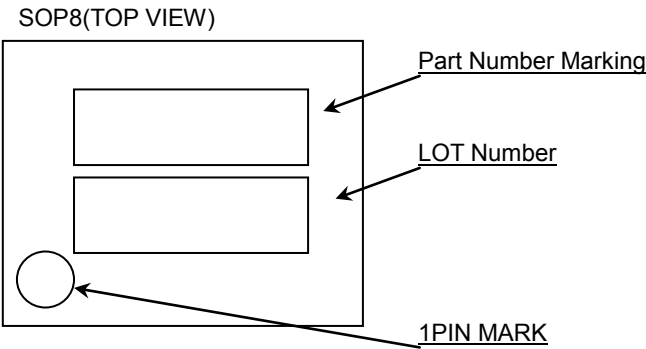 SOP8(TOP VIEW)
Part Number Marking
LOT Number
1PIN MARK